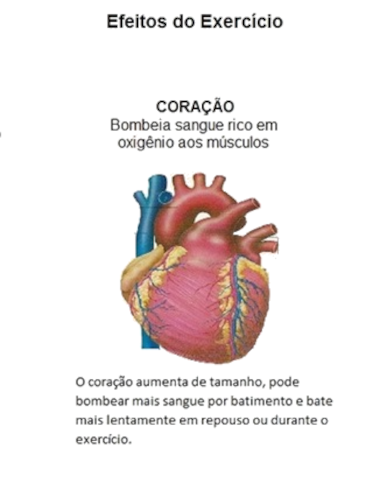 Efeitos do Exercício
CORAÇÃO
Bombeia sangue rico em
oxigênio aos músculos
O coração aumenta de tamanho, pode
bombear mais sangue por batimento e bate
mais lentamente em repouso ou durante o
exercício.